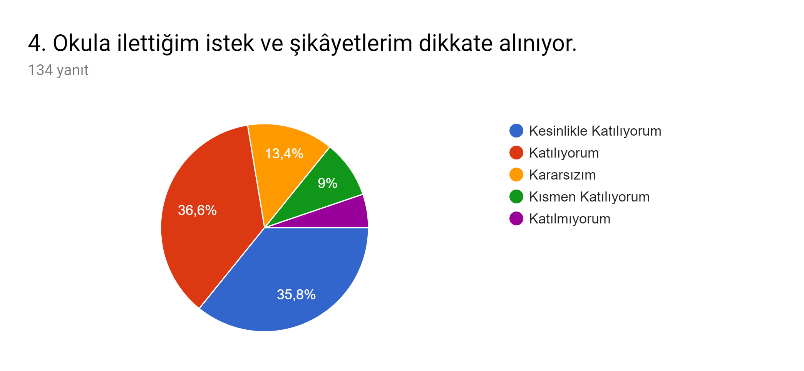 4. Okula ilettiğim istek ve şikâyetlerim dikkate alınıyor.
134 yanıt
13,4%
9%
36,6%
35,8%
Kesinlikle Katılıyorum
Katılıyorum
Kararsızım
Kısmen Katılıyorum
Katılmıyorum